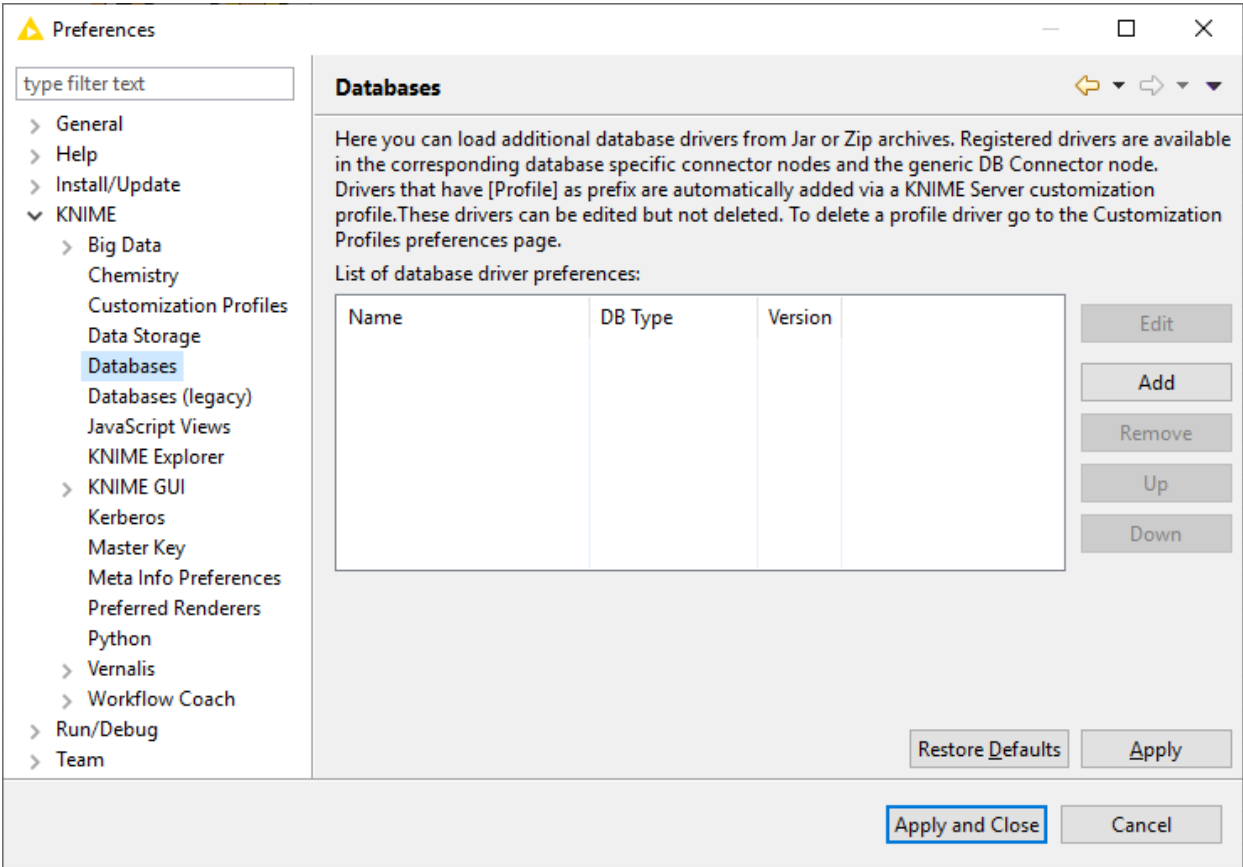 Preferences
type filter text
General
Help
Install/Update
KNIME
Big Data
Chemistry
Customization Profiles
Data Storage
Databases
Databases (legacy)
JavaScript Views
KNIME Explorer
KNIME GUI
Kerberos
Master Key
Meta Info Preferences
Preferred Renderers
Python
Vernalis
Workflow Coach
Run/Debug
Team
Databases
Here you can load additional database drivers from Jar or Zip archives. Registered drivers are available
in the corresponding database specific connector nodes and the generic DB Connector node.
Drivers that have [Profile] as prefix are automatically added via a KNIME Server customization
profile.These drivers can be edited but not deleted. To delete a profile driver go to the Customization
Profiles preferences page.
List of database driver preferences:
Name DB Type Version
Edit
Add
Remove
Up
Down
Restore Defaults Apply
Apply and Close Cancel